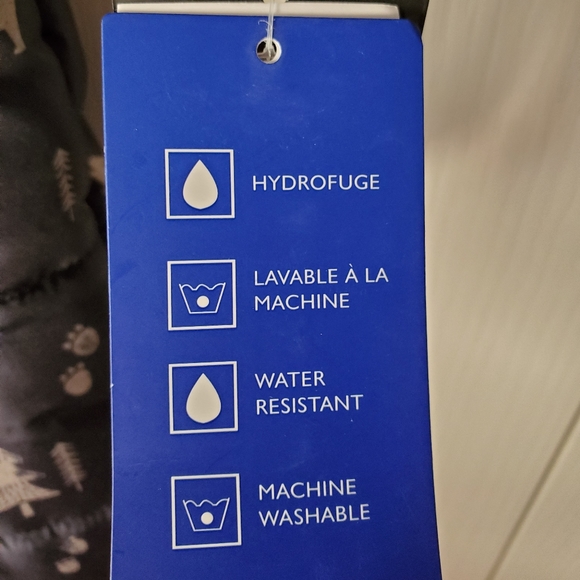 HYDROFUGE
LAVABLE À LA
MACHINE
WATER
RESISTANT
MACHINE
WASHABLE